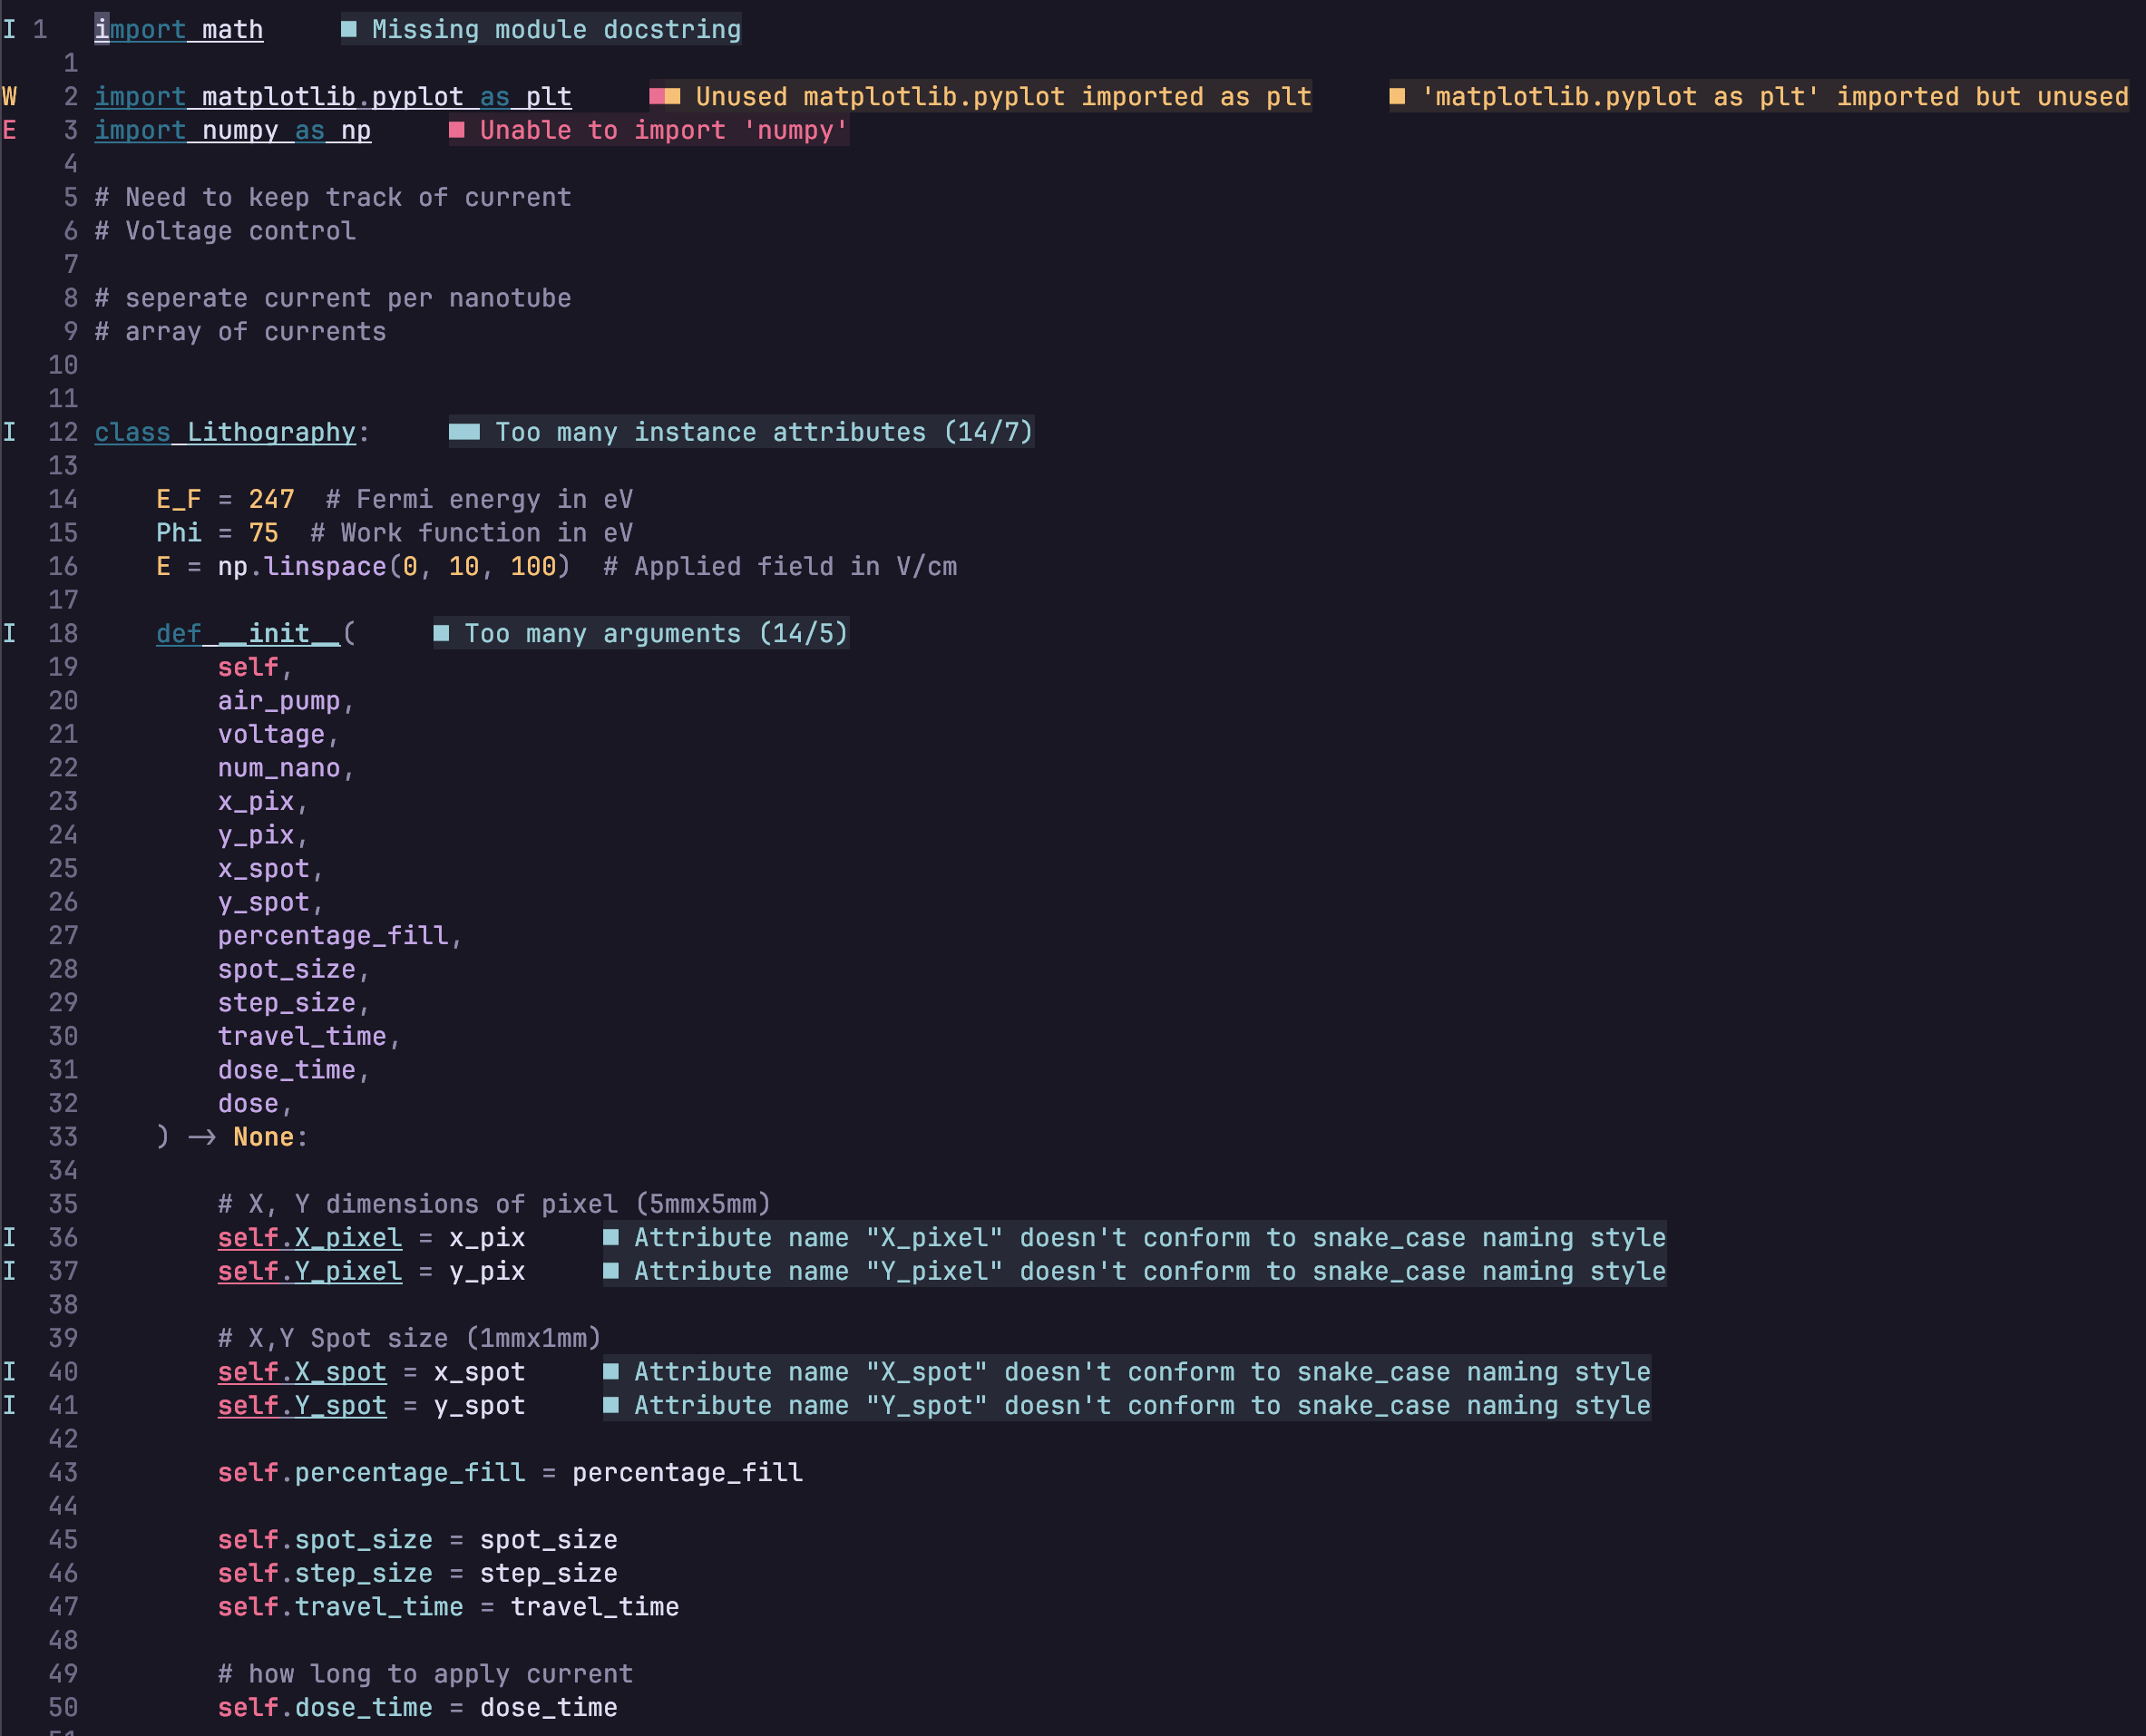 I 1 import math ■ Missing module docstring
1
W 2 import matplotlib.pyplot as plt ■■ Unused matplotlib.pyplot imported as plt ■ 'matplotlib.pyplot as plt' imported but unused
E 3 import numpy as np ■ Unable to import 'numpy'
4
5 # Need to keep track of current
6 # Voltage control
7
8 # seperate current per nanotube
9 # array of currents
10
11
I 12 class Lithography: ■■ Too many instance attributes (14/7)
13
14 E_F = 247 # Fermi energy in eV
15 Phi = 75 # Work function in eV
16 E = np.linspace(0, 10, 100) # Applied field in V/cm
17
I 18 def __init__( ■ Too many arguments (14/5)
19 self,
20 air_pump,
21 voltage,
22 num_nano,
23 x_pix,
24 y_pix,
25 x_spot,
26 y_spot,
27 percentage_fill,
28 spot_size,
29 step_size,
30 travel_time,
31 dose_time,
32 dose,
33 ) -> None:
34
35 # X, Y dimensions of pixel (5mmx5mm)
I 36 self.X_pixel = x_pix ■ Attribute name "X_pixel" doesn't conform to snake_case naming style
I 37 self.Y_pixel = y_pix ■ Attribute name "Y_pixel" doesn't conform to snake_case naming style
38
39 # X,Y Spot size (1mmx1mm)
I 40 self.X_spot = x_spot ■ Attribute name "X_spot" doesn't conform to snake_case naming style
I 41 self.Y_spot = y_spot ■ Attribute name "Y_spot" doesn't conform to snake_case naming style
42
43 self.percentage_fill = percentage_fill
44
45 self.spot_size = spot_size
46 self.step_size = step_size
47 self.travel_time = travel_time
48
49 # how long to apply current
50 self.dose_time = dose_time